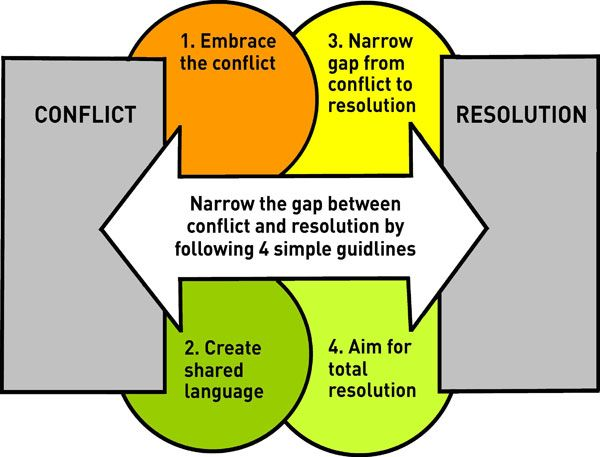 1. Embrace
the conflict
3. Narrow
gap from
conflict to
resolution
CONFLICT
RESOLUTION
Narrow the gap between
conflict and resolution by
following 4 simple guidlines
2. Create
shared
language
4. Aim for
total
resolution